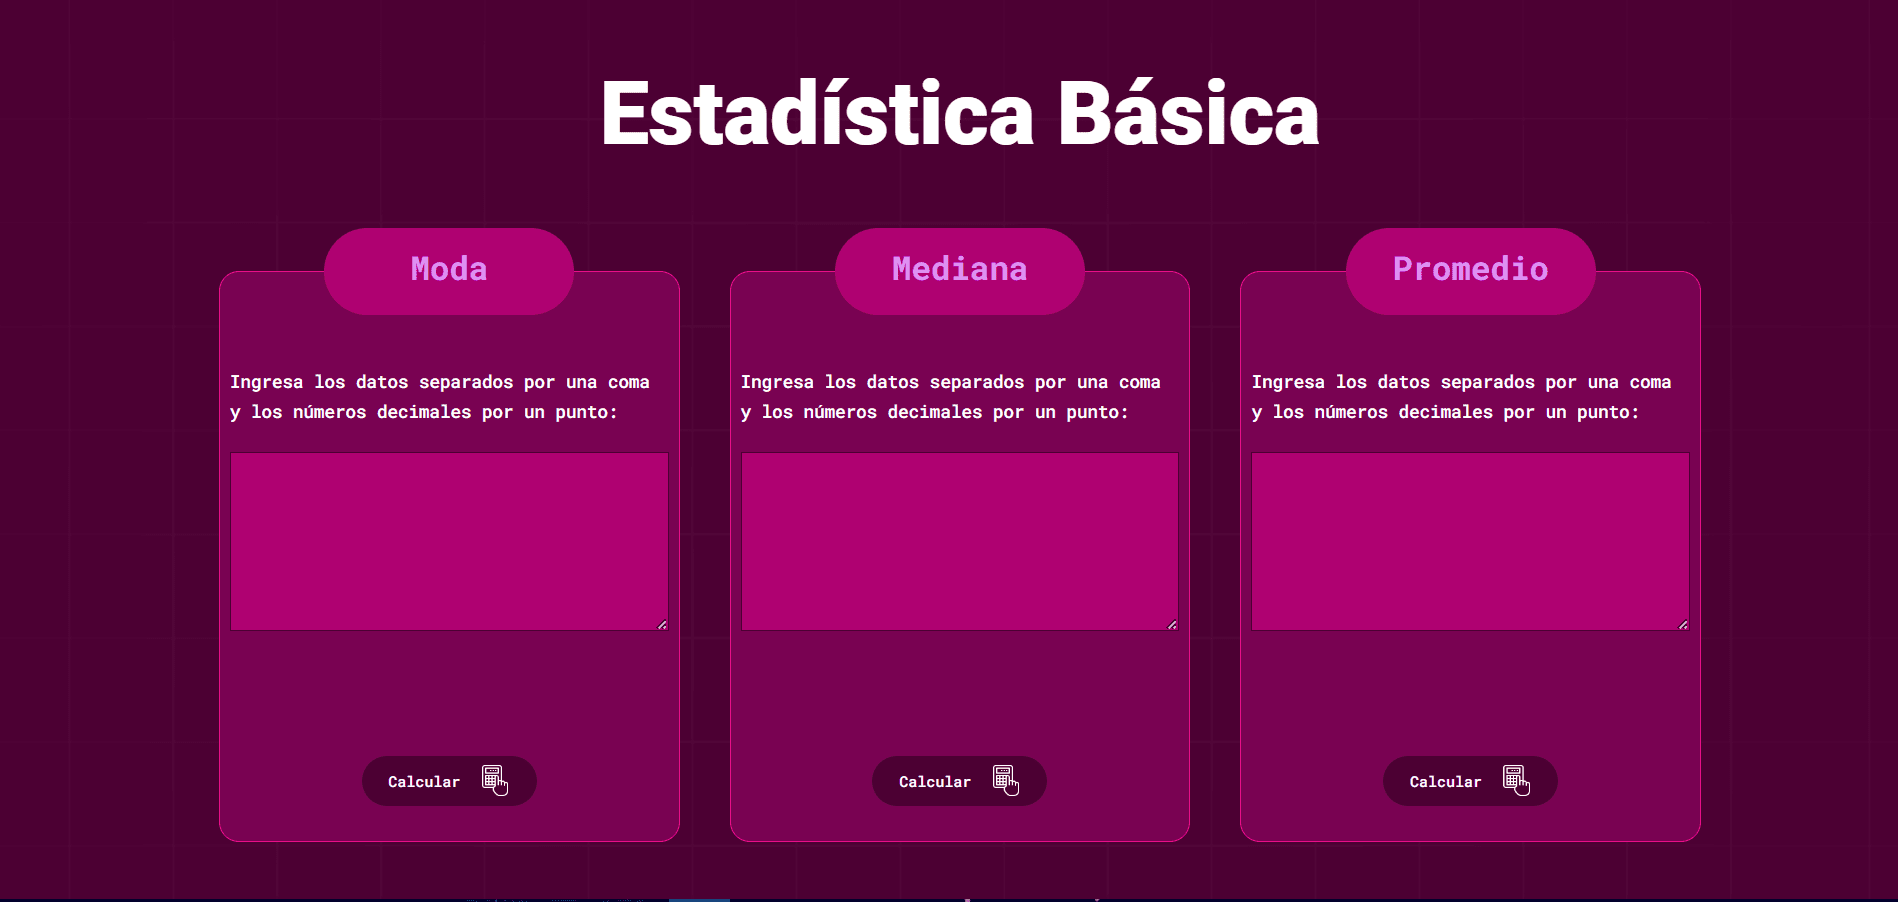 Estadística Básica
Moda
Ingresa los datos separados por una coma
y los números decimales por un punto:
Calcular
Mediana
Ingresa los datos separados por una coma
y los números decimales por un punto:
Calcular
Promedio
Ingresa los datos separados por una coma
y los números decimales por un punto:
Calcular